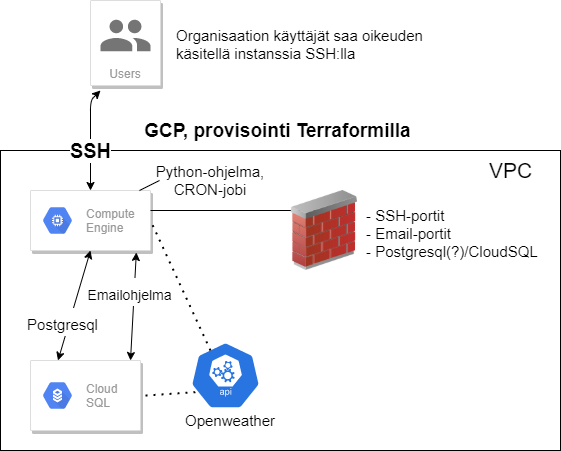 Organisaation käyttäjät saa oikeuden
käsitellä instanssia SSH:lla
Users
GCP, provisointi Terraformilla
SSH
VPC
Python-ohjelma,
CRON-jobi
Compute
Engine
- SSH-portit
- Email-portit
- Postgresql(?)/CloudSQL
Emailohjelma
Postgresql
Cloud
SQL
api
Openweather